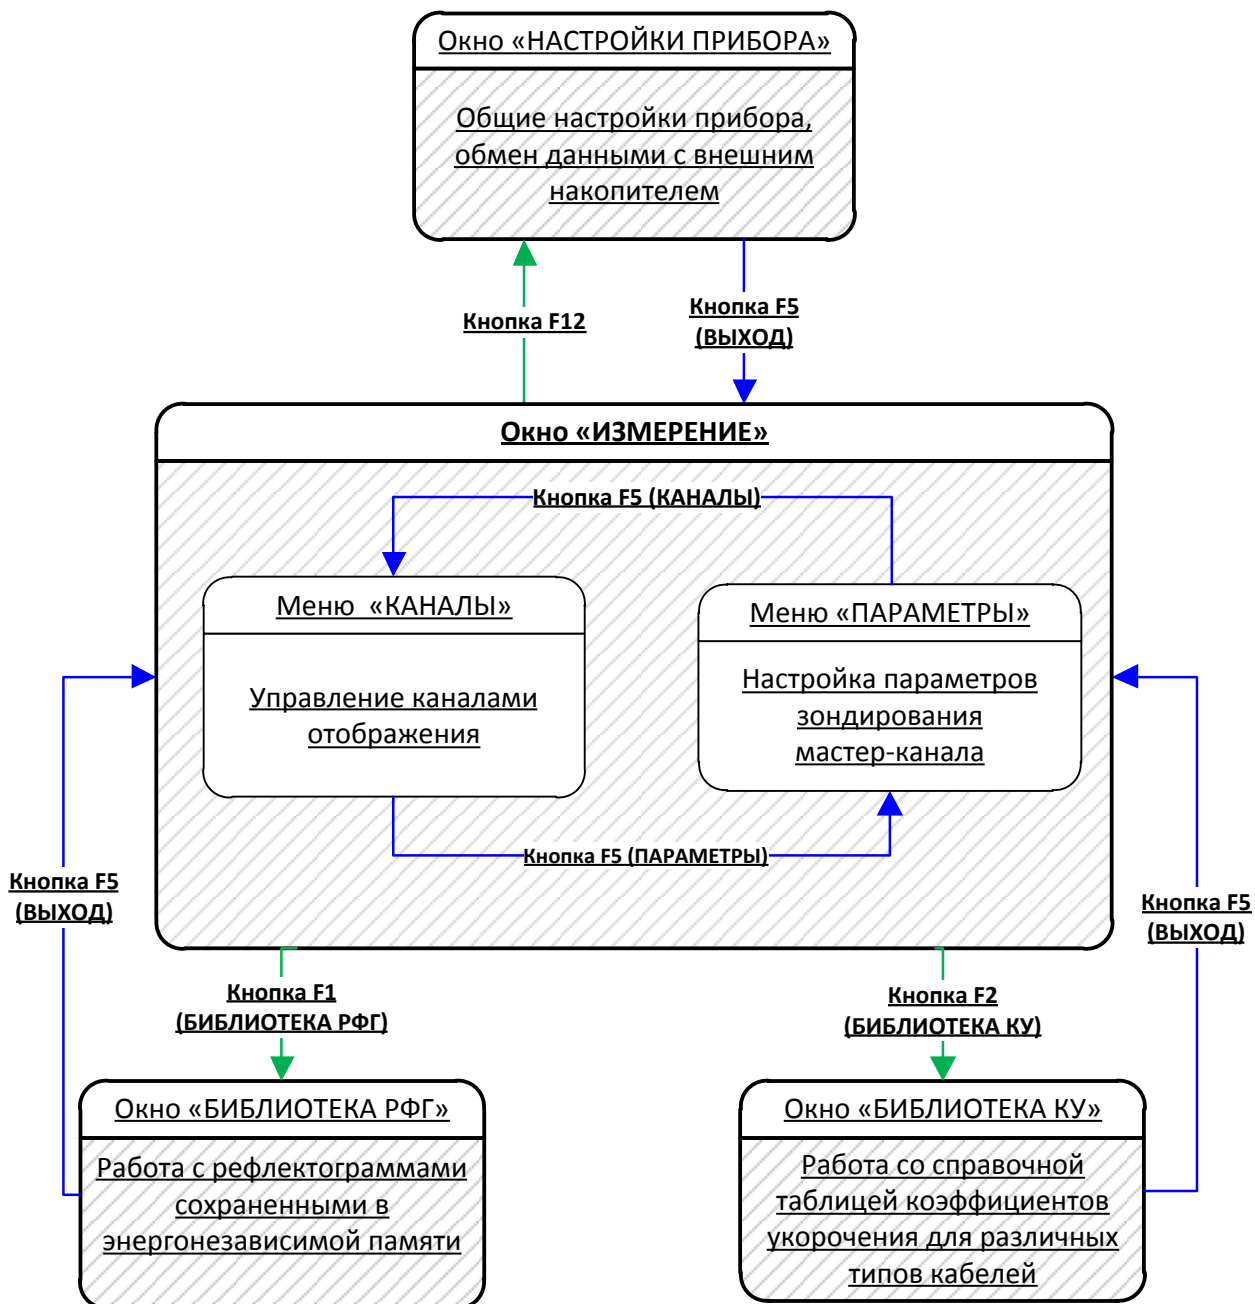 Окно «НАСТРОЙКИ ПРИБОРА»
Общие настройки прибора,
обмен данными с внешним
накопителем
Кнопка F12
Кнопка F5
(ВЫХОД)
Окно «ИЗМЕРЕНИЕ»
Кнопка F5 (КАНАЛЫ)
Меню «КАНАЛЫ»
Управление каналами
отображения
Меню «ПАРАМЕТРЫ»
Настройка параметров
зондирования
мастер-канала
Кнопка F5 (ПАРАМЕТРЫ)
Кнопка F5
(ВЫХОД)
Кнопка F5
(ВЫХОД)
Кнопка F1
(БИБЛИОТЕКА РФГ)
Кнопка F2
(БИБЛИОТЕКА КУ)
Окно «БИБЛИОТЕКА РФГ»
Работа с рефлектограммами
сохраненными в
энергонезависимой памяти
Окно «БИБЛИОТЕКА КУ»
Работа со справочной
таблицей коэффициентов
укорочения для различных
типов кабелей